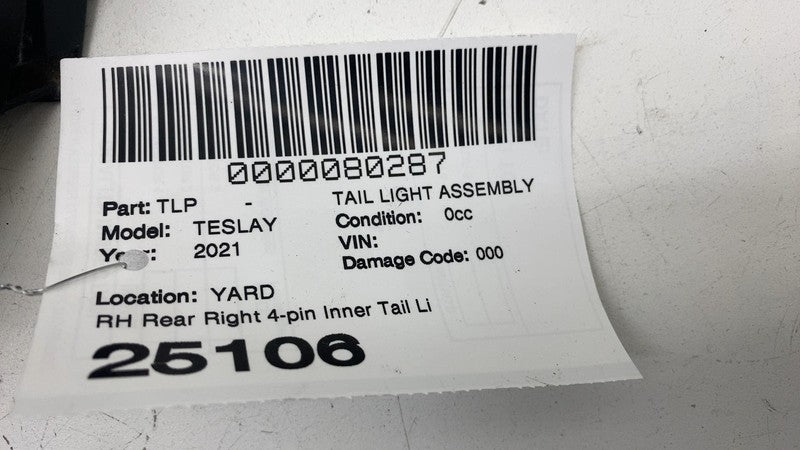 0000080287
Part: TLP - TAIL LIGHT ASSEMBLY
Model: TESLAY Condition: 0cc
Year: 2021 VIN:
Damage Code: 000
Location: YARD
RH Rear Right 4-pin Inner Tail Li
25106